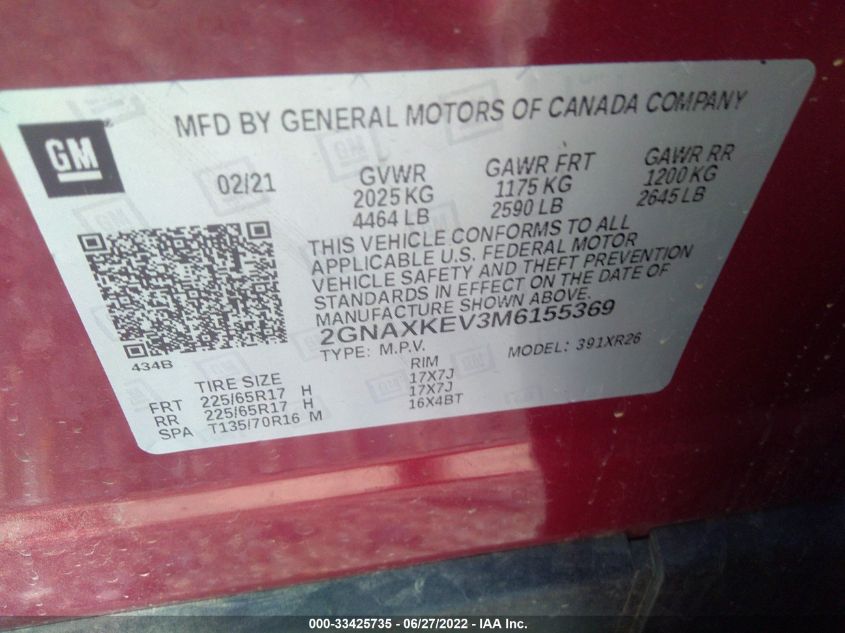 MFD BY GENERAL MOTORS OF CANADA COMPANY
GM
02/21
GVWR
2025 KG
4464 LB
GAWR FRT
1175 KG
2590 LB
GAWR RR
1200 KG
2645 LB
THIS VEHICLE CONFORMS TO ALL
APPLICABLE U.S. FEDERAL MOTOR
VEHICLE SAFETY AND THEFT PREVENTION
STANDARDS IN EFFECT ON THE DATE OF
MANUFACTURE SHOWN ABOVE.
2GNAXKEV3M6155369
TYPE: M.P.V. MODEL: 391XR26
434B
TIRE SIZE RIM
FRT 225/65R17 H 17X7J
RR 225/65R17 H 17X7J
SPA T135/70R16 M 16X4BT
000-33425735 - 06/27/2022 - IAA Inc.